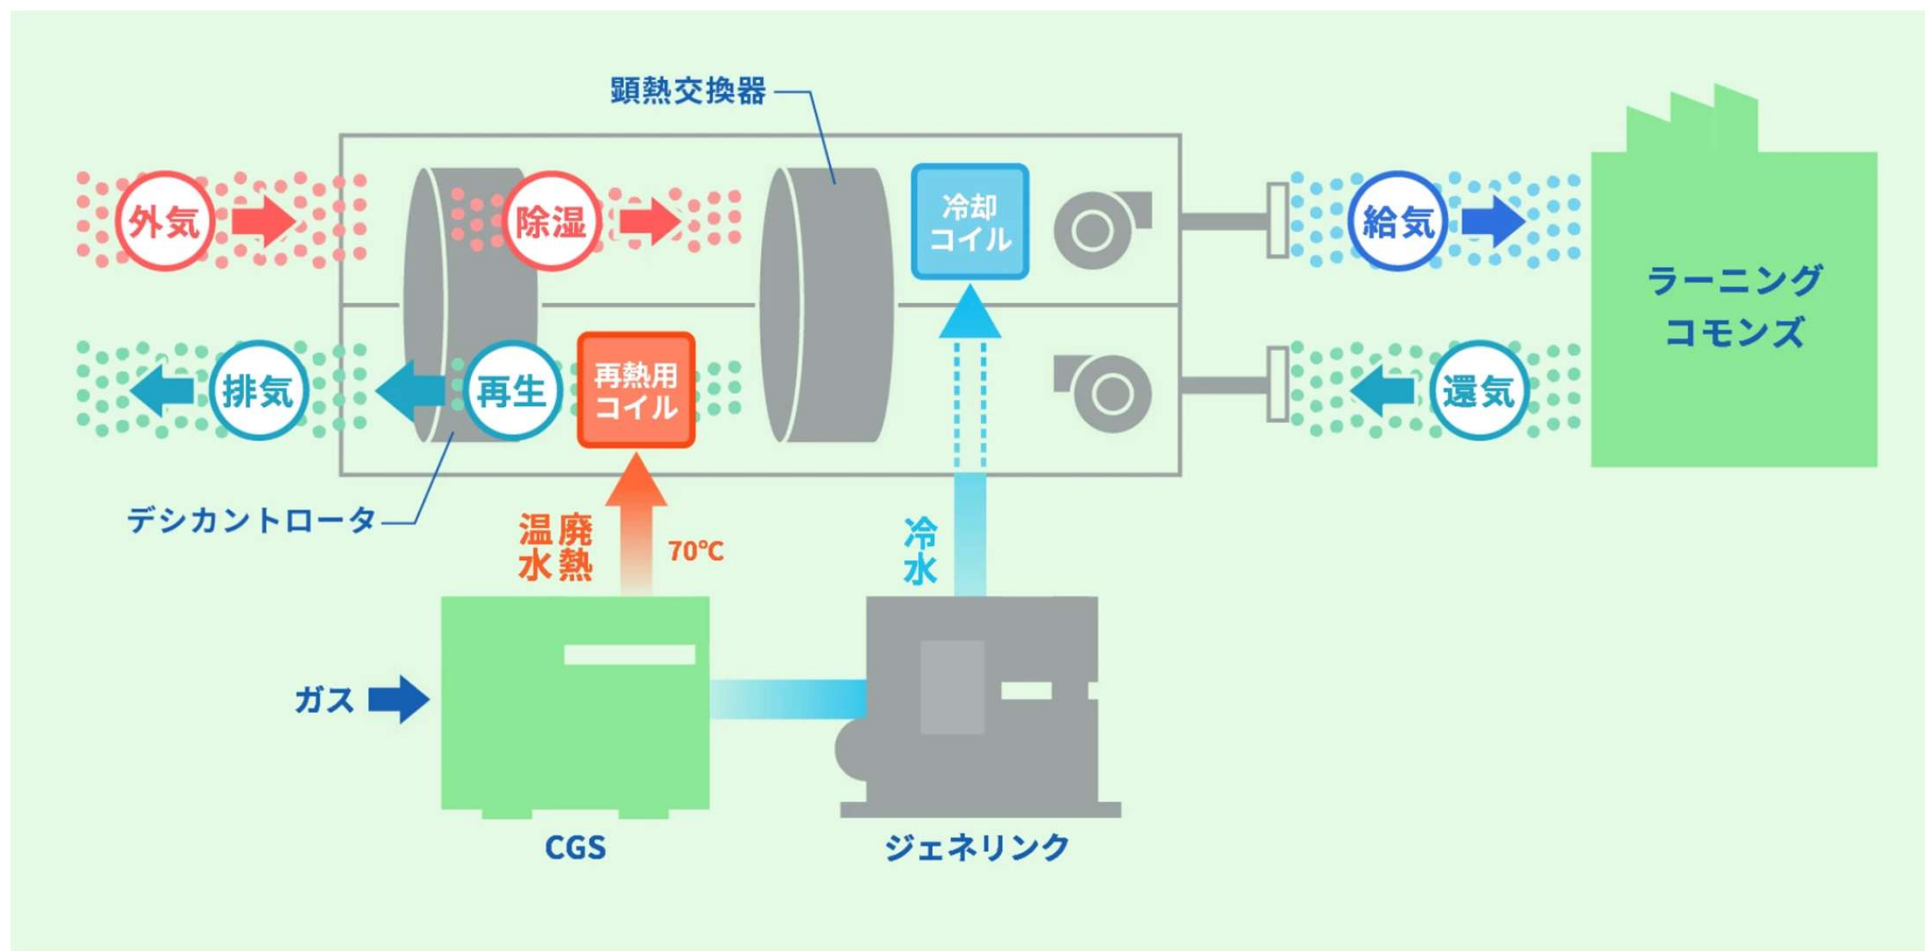 顕熱交換器
外気
除湿
冷却
コイル
給気
ラーニング
コモンズ
排気
再生
再熱用
コイル
還気
デシカントロータ
廃熱
温水
70℃
冷水
ガス
CGS
ジェネリンク